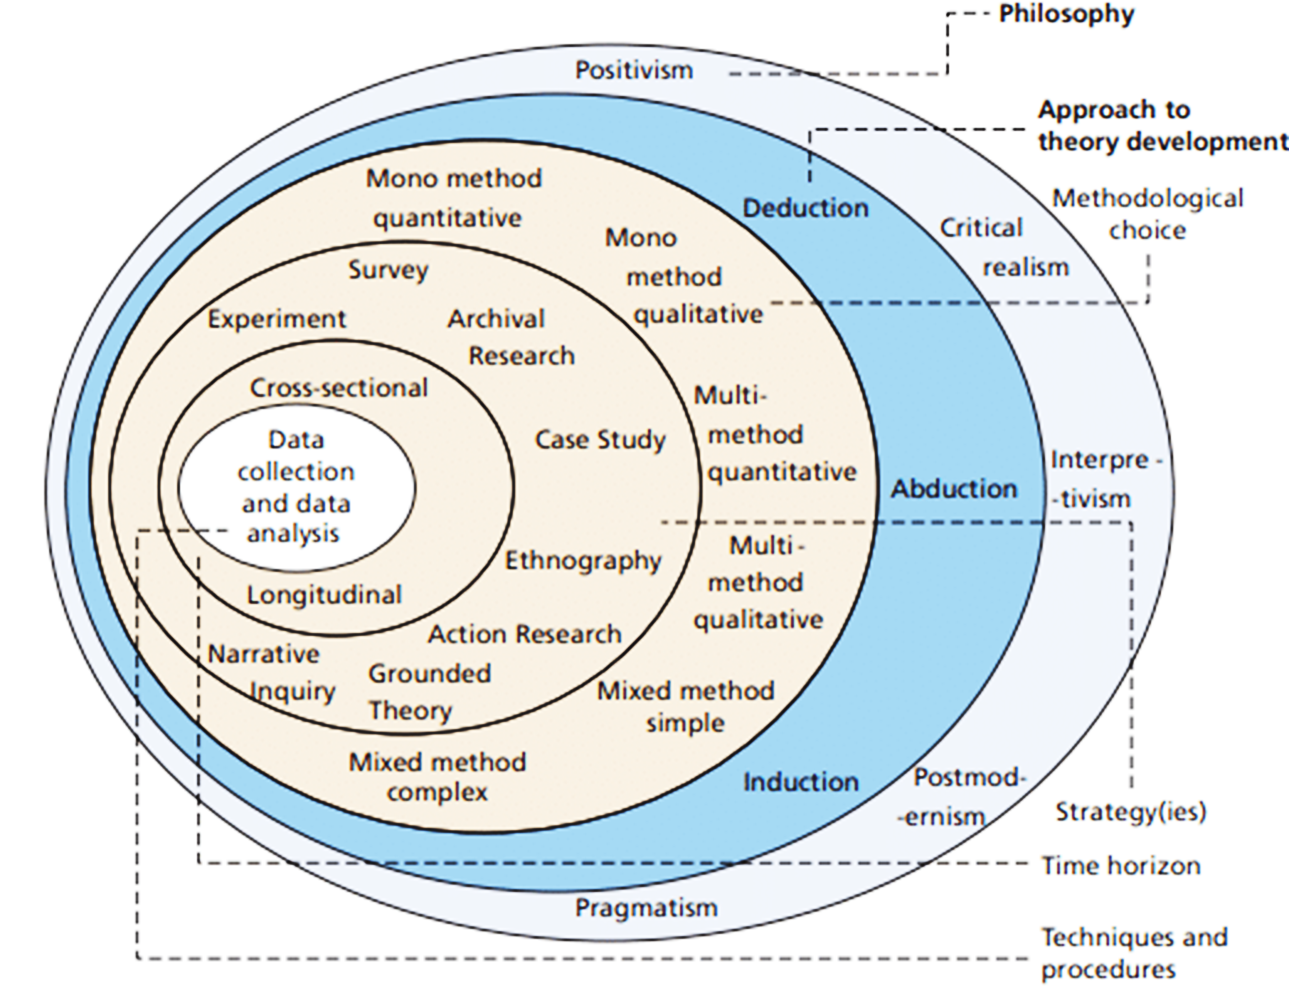 Philosophy
Positivism
Approach to
theory development
Mono method
quantitative
Deduction
Methodological
choice
Critical
realism
Mono
method
qualitative
Survey
Experiment
Archival
Research
Cross-sectional
Multi-
method
quantitative
Data
collection
and data
analysis
Case Study
Abduction
Interpre -
-tivism
Ethnography
Multi -
method
qualitative
Longitudinal
Action Research
Narrative
Inquiry
Grounded
Theory
Mixed method
simple
Mixed method
complex
Induction
Postmod-
-ernism
Strategy(ies)
Time horizon
Pragmatism
Techniques and
procedures